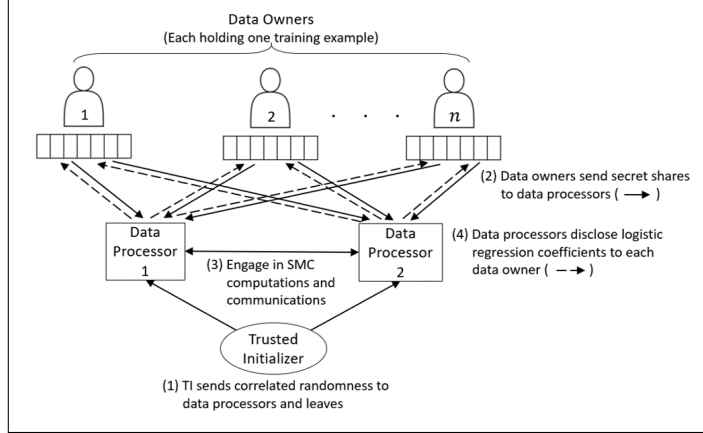 Data Owners
(Each holding one training example)
1
2
. . .
n
(2) Data owners send secret shares
to data processors ( → )
Data
Processor
1
Data
Processor
2
(4) Data processors disclose logistic
regression coefficients to each
data owner ( --→ )
(3) Engage in SMC
computations and
communications
Trusted
Initializer
(1) TI sends correlated randomness to
data processors and leaves